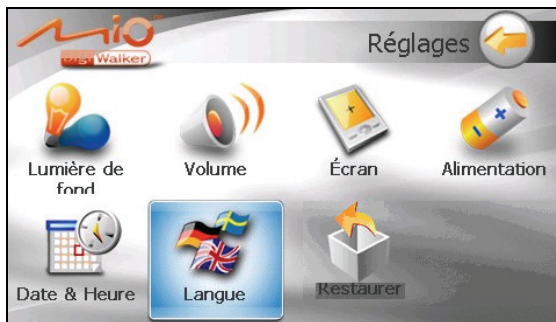 Mio
DigiWalker
Réglages
Lumière de
fond
Volume
Écran
Alimentation
Date & Heure
Langue
Restaurer